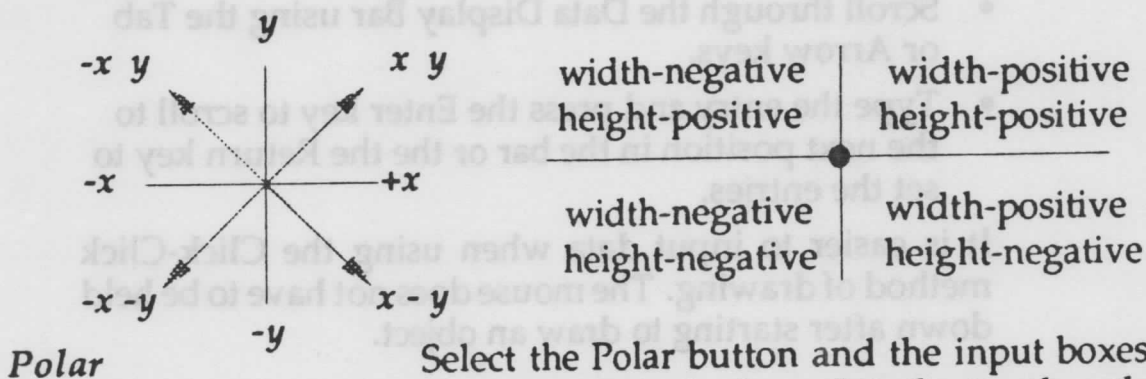 y
-x y
x y
-x
+x
-x -y
x - y
-y
width-negative
height-positive
width-positive
height-positive
width-negative
height-negative
width-positive
height-negative
Polar
Select the Polar button and the input boxes